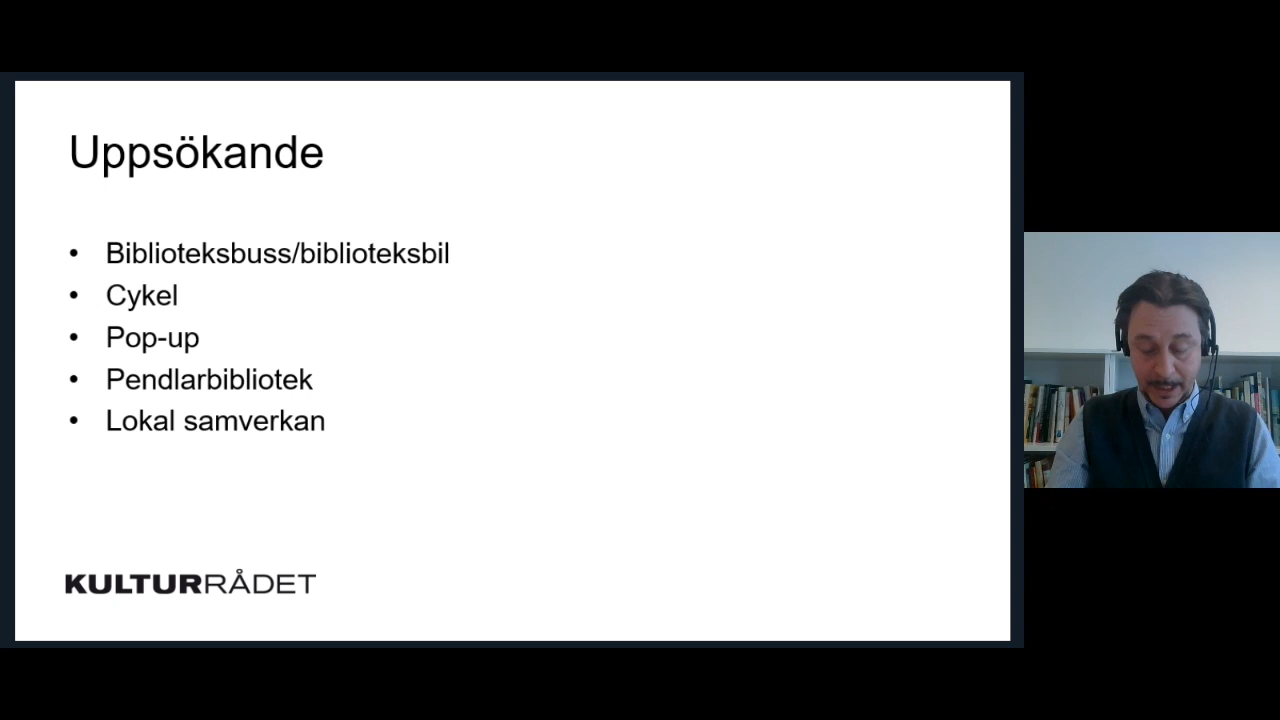 Uppsökande
• Biblioteksbuss/biblioteksbil
• Cykel
• Pop-up
• Pendlarbibliotek
• Lokal samverkan
KULTURRÅDET